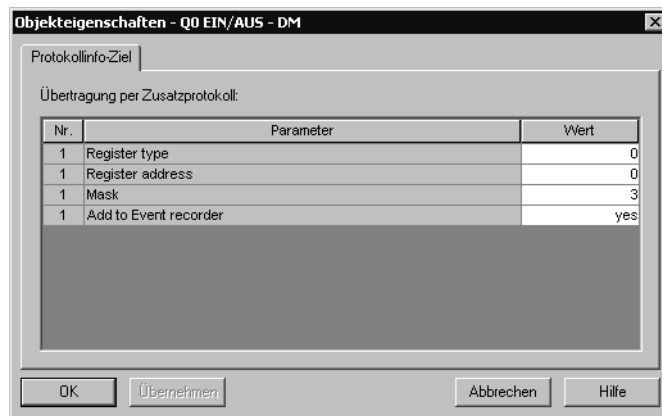 Objekteigenschaften - Q0 EIN/AUS - DM
Protokollinfo-Ziel
Übertragung per Zusatzprotokoll:
Nr. Parameter Wert
1 Register type 0
1 Register address 0
1 Mask 3
1 Add to Event recorder yes
OK Übernehmen Abbrechen Hilfe